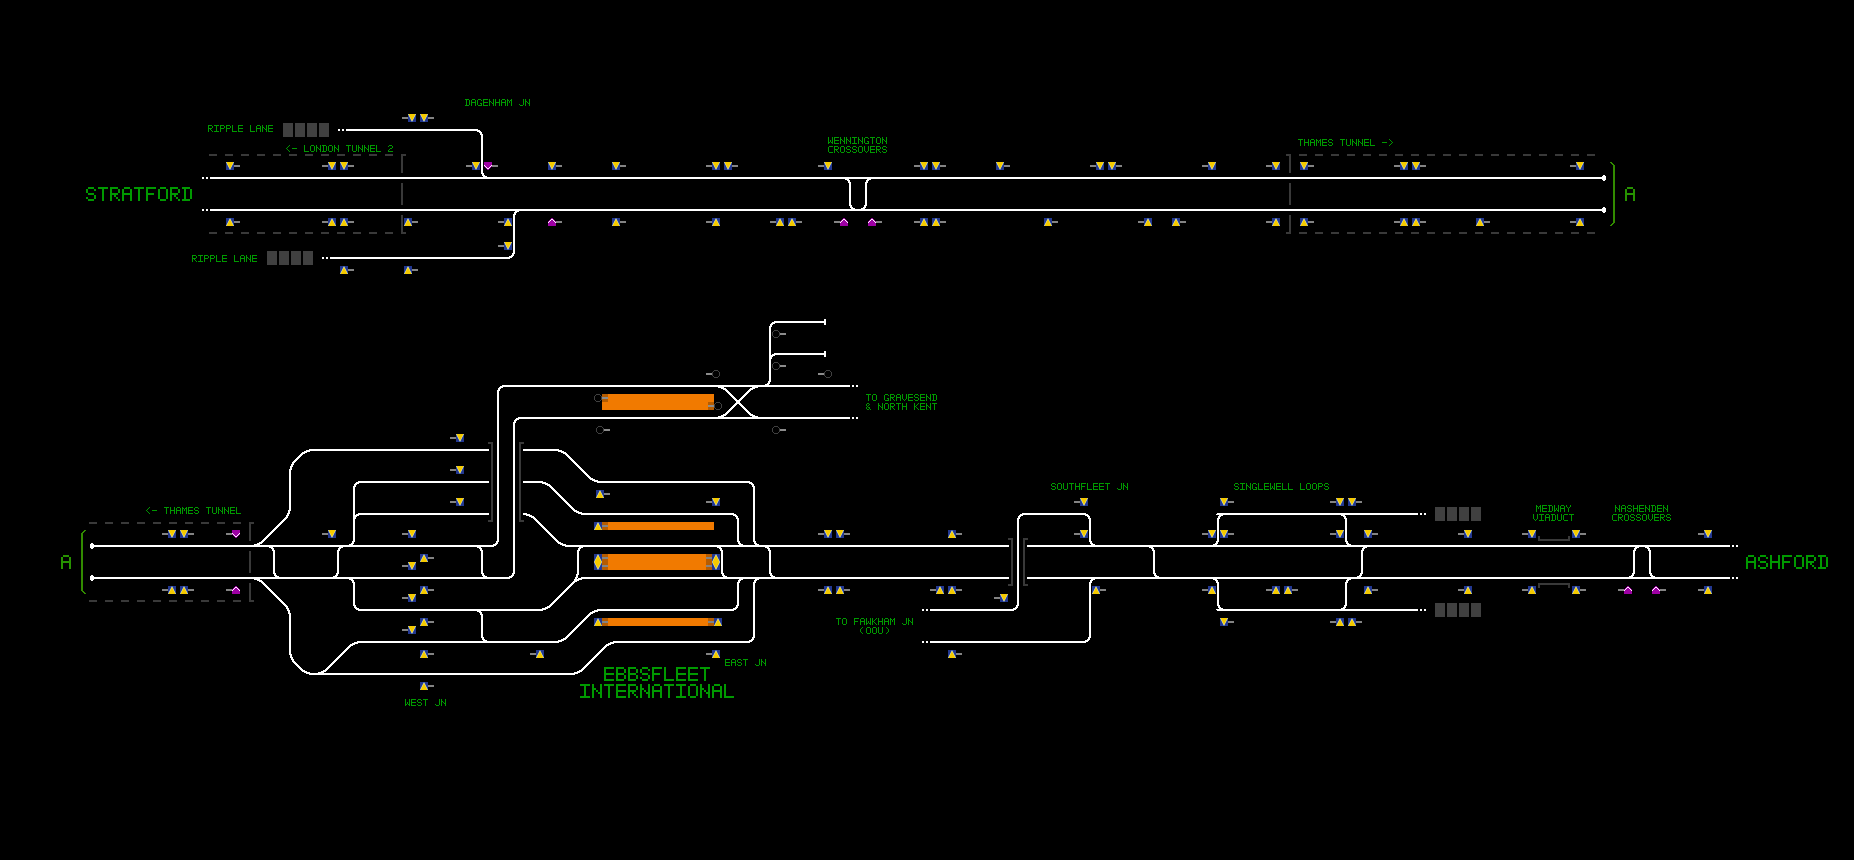 DAGENHAM JN
RIPPLE LANE
<- LONDON TUNNEL 2
WENNINGTON
CROSSOVERS
THAMES TUNNEL ->
STRATFORD
A
RIPPLE LANE
TO GRAVESEND
& NORTH KENT
<- THAMES TUNNEL
SOUTHFLEET JN
SINGLEWELL LOOPS
MEDWAY
VIADUCT
NASHENDEN
CROSSOVERS
A
ASHFORD
TO FAWKHAM JN
(OOU)
EAST JN
EBBSFLEET
INTERNATIONAL
WEST JN